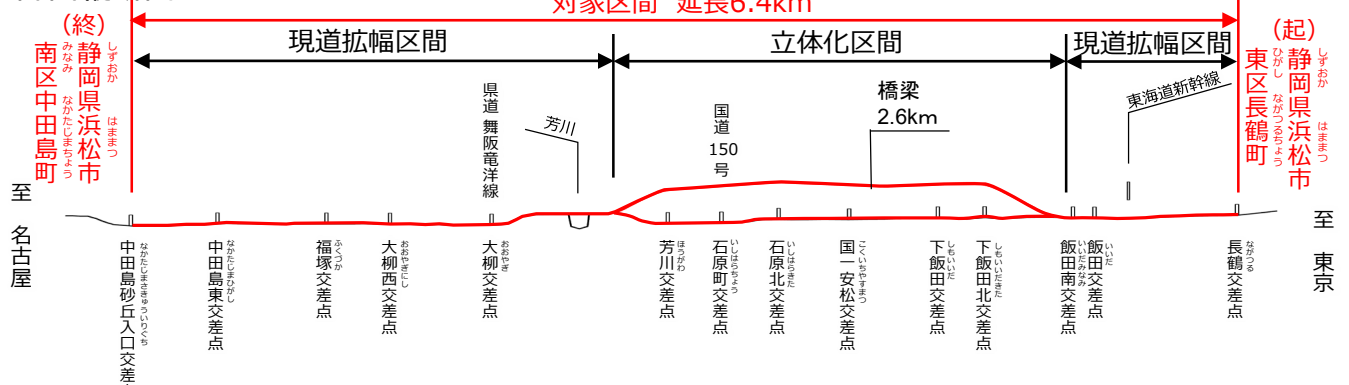 対象区間 延長6.4km
(終)
静岡県浜松市
しずおか はままつ
南区中田島町
みなみ なかたじまちょう
現道拡幅区間
立体化区間
現道拡幅区間
(起)
静岡県浜松市
しずおか はままつ
東区長鶴町
ひがし ながつるちょう
県道 舞阪竜洋線
芳川
国道150号
橋梁
2.6km
東海道新幹線
至 名古屋
至 東京
中田島砂丘入口交差
なかたじまさきゅういりぐち
中田島東交差点
なかたじまひがし
福塚交差点
ふくづか
大柳西交差点
おおやぎにし
大柳交差点
おおやぎ
芳川交差点
ほうがわ
石原町交差点
いしはらちょう
石原北交差点
いしはらきた
国一安松交差点
こくいちやすまつ
下飯田交差点
しもいいだ
下飯田北交差点
しもいいだきた
飯田南交差点
いいだみなみ
飯田交差点
いいだ
長鶴交差点
ながつる